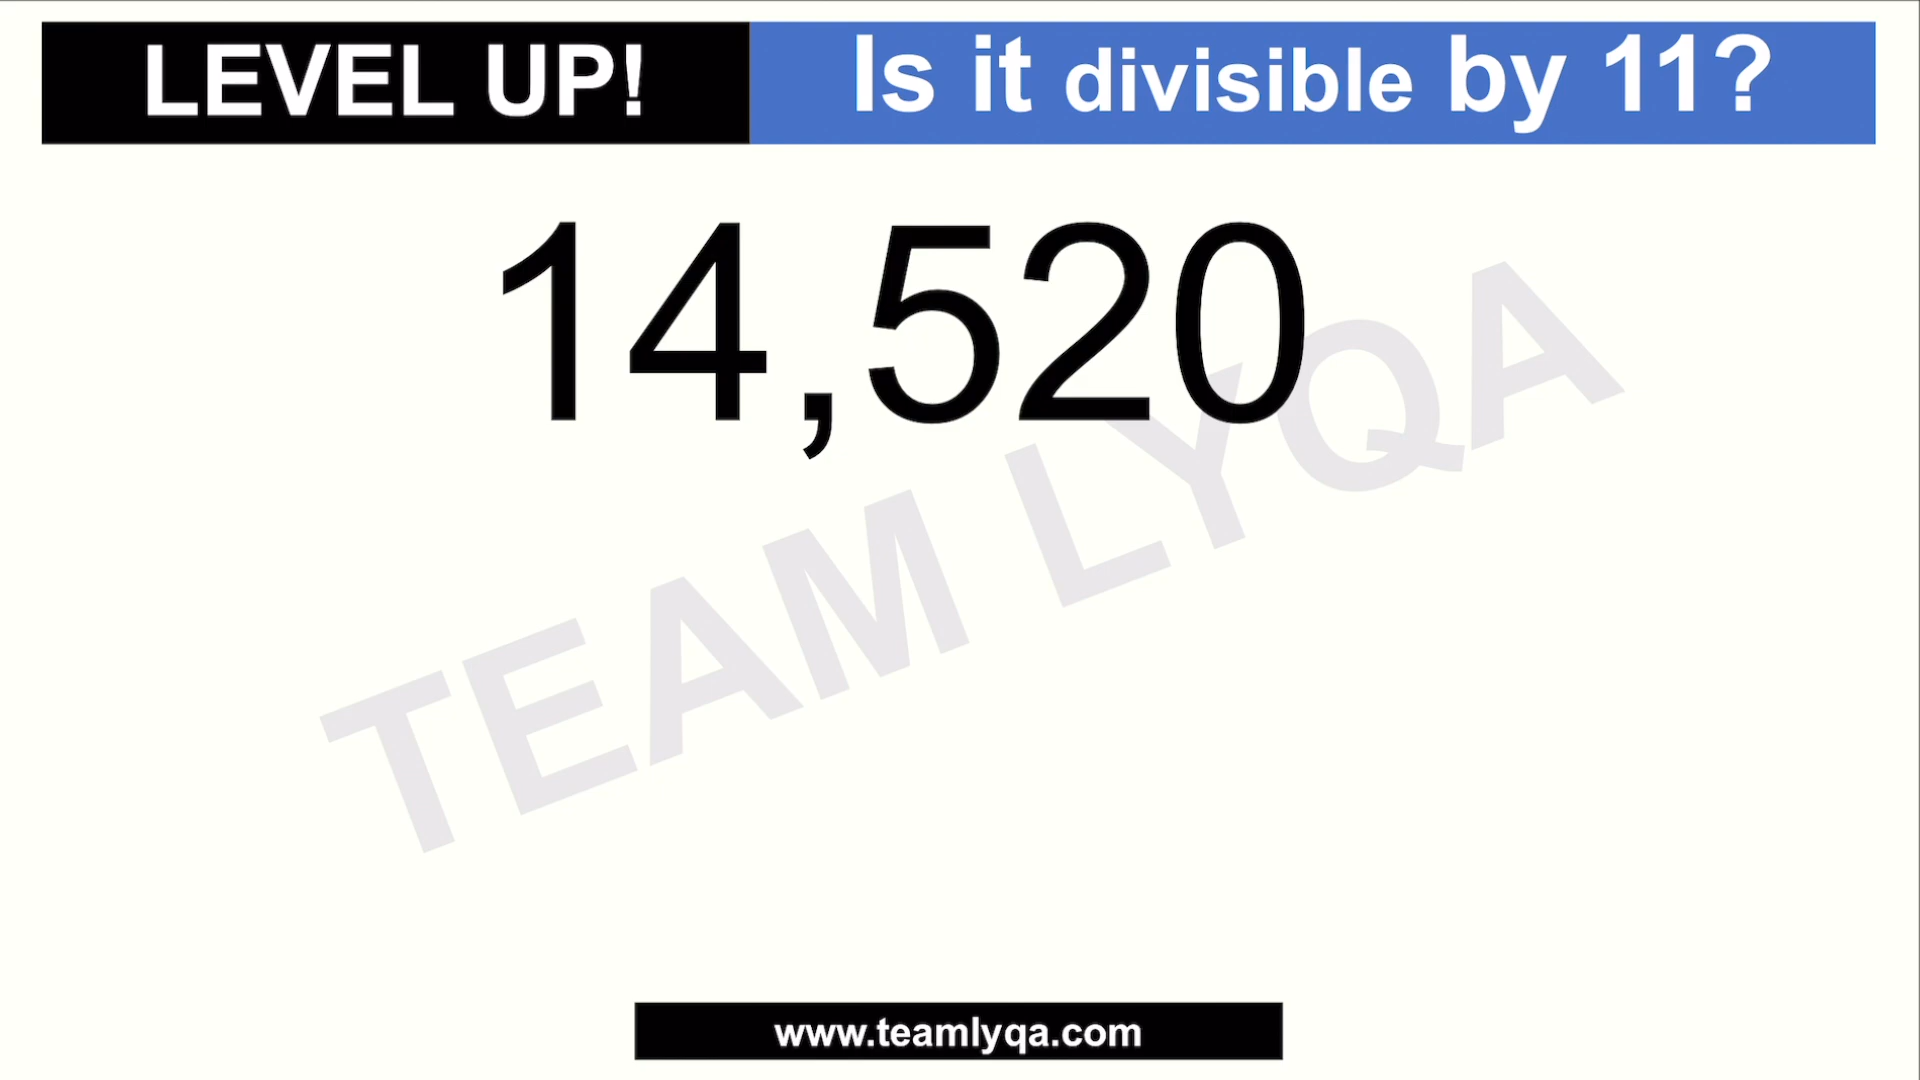 LEVEL UP!
Is it divisible by 11?
14,520
TEAM LYQA
www.teamlyqa.com